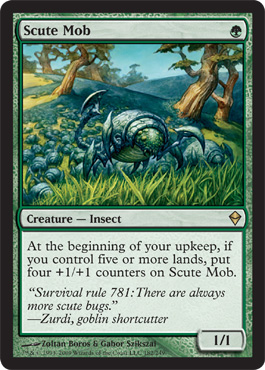 Scute Mob
Creature — Insect
At the beginning of your upkeep, if
you control five or more lands, put
four +1/+1 counters on Scute Mob.
“Survival rule 781: There are always
more scute bugs.”
—Zurdi, goblin shortcutter
Zoltan Boros & Gabor Szikszai
1/1